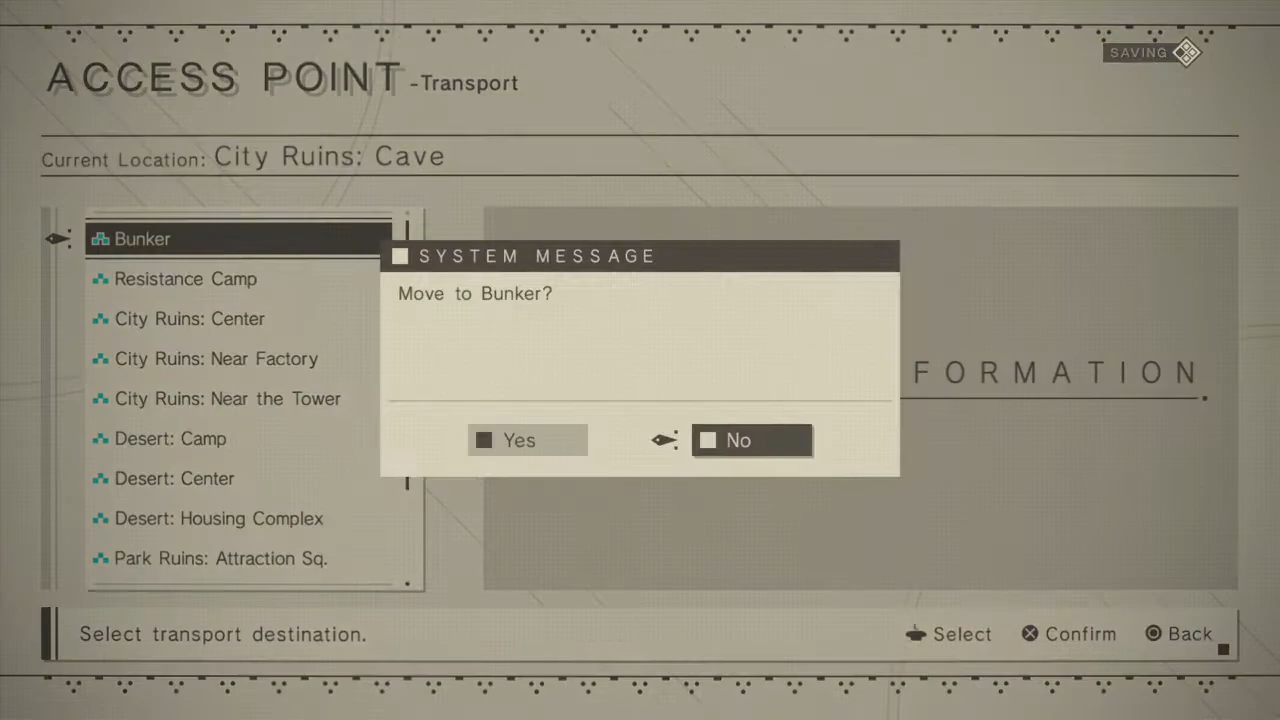 SAVING
ACCESS POINT -Transport
Current Location: City Ruins: Cave
Bunker
Resistance Camp
City Ruins: Center
City Ruins: Near Factory
City Ruins: Near the Tower
Desert: Camp
Desert: Center
Desert: Housing Complex
Park Ruins: Attraction Sq.
SYSTEM MESSAGE
Move to Bunker?
Yes
No
FORMATION
Select transport destination.
Select
Confirm
Back